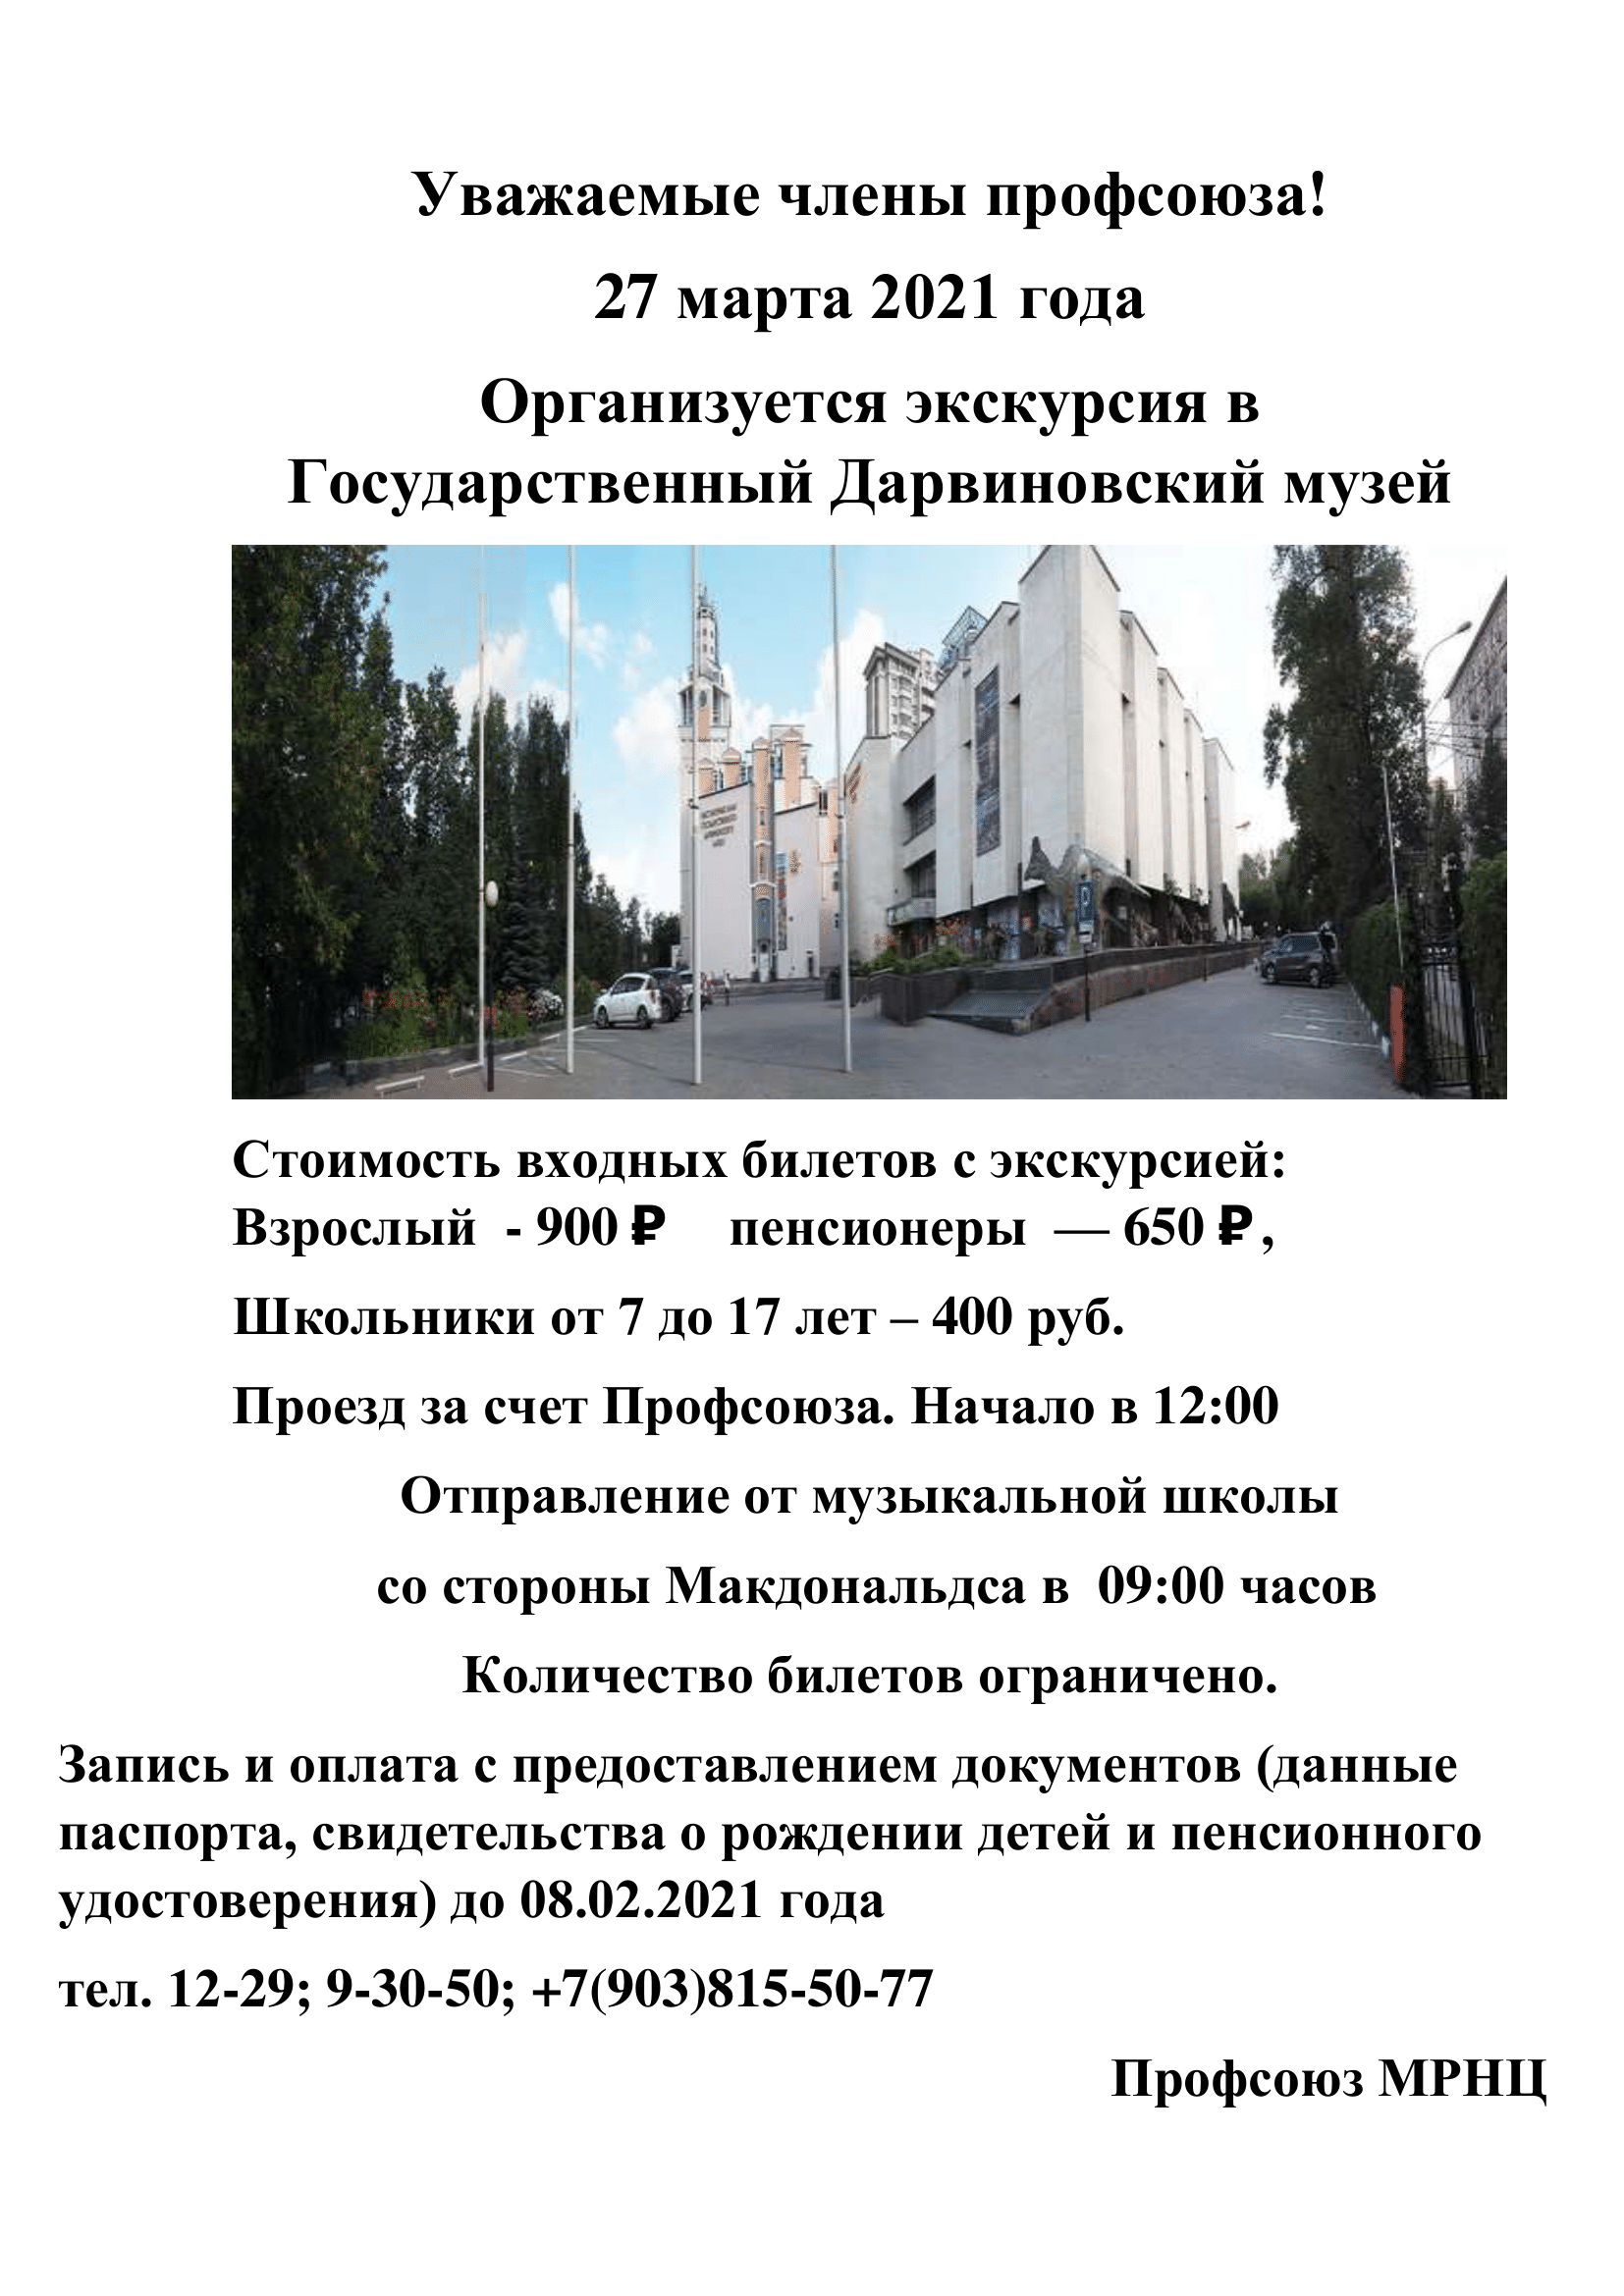 Уважаемые члены профсоюза!
27 марта 2021 года
Организуется экскурсия в
Государственный Дарвиновский музей
Стоимость входных билетов с экскурсией:
Взрослый - 900 ₽ пенсионеры — 650 ₽ ,
Школьники от 7 до 17 лет – 400 руб.
Проезд за счет Профсоюза. Начало в 12:00
Отправление от музыкальной школы
со стороны Макдональдса в 09:00 часов
Количество билетов ограничено.
Запись и оплата с предоставлением документов (данные
паспорта, свидетельства о рождении детей и пенсионного
удостоверения) до 08.02.2021 года
тел. 12-29; 9-30-50; +7(903)815-50-77
Профсоюз МРНЦ